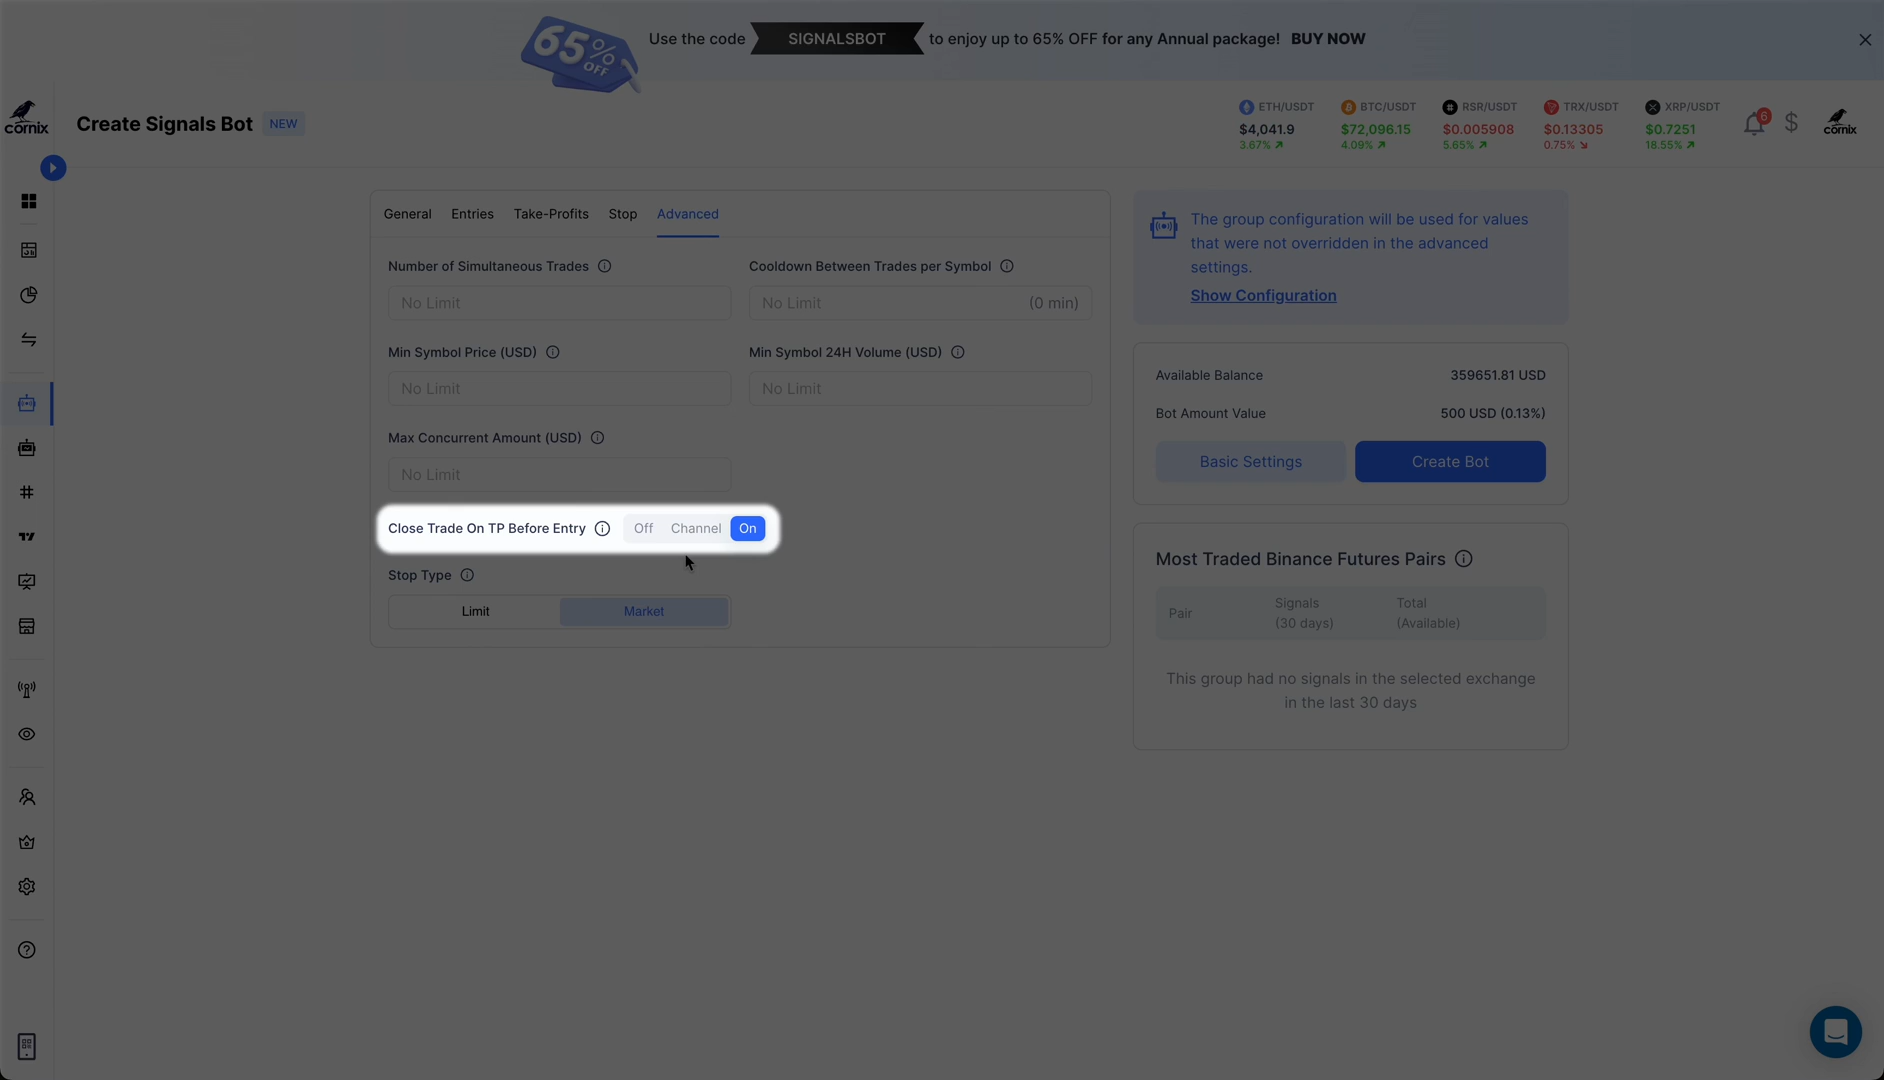 65% OFF
Use the code SIGNALSBOT to enjoy up to 65% OFF for any Annual package! BUY NOW
cornix
Create Signals Bot NEW
ETH/USDT
$4,041.9
3.67%
BTC/USDT
$72,096.15
4.09%
RSR/USDT
$0.005908
5.65%
TRX/USDT
$0.13305
0.75%
XRP/USDT
$0.7251
18.55%
6
cornix
General Entries Take-Profits Stop Advanced
Number of Simultaneous Trades
No Limit
Cooldown Between Trades per Symbol
No Limit (0 min)
Min Symbol Price (USD)
No Limit
Min Symbol 24H Volume (USD)
No Limit
Max Concurrent Amount (USD)
No Limit
Close Trade On TP Before Entry Off Channel On
Stop Type
Limit Market
The group configuration will be used for values
that were not overridden in the advanced
settings.
Show Configuration
Available Balance 359651.81 USD
Bot Amount Value 500 USD (0.13%)
Basic Settings Create Bot
Most Traded Binance Futures Pairs
Pair
Signals
(30 days)
Total
(Available)
This group had no signals in the selected exchange
in the last 30 days